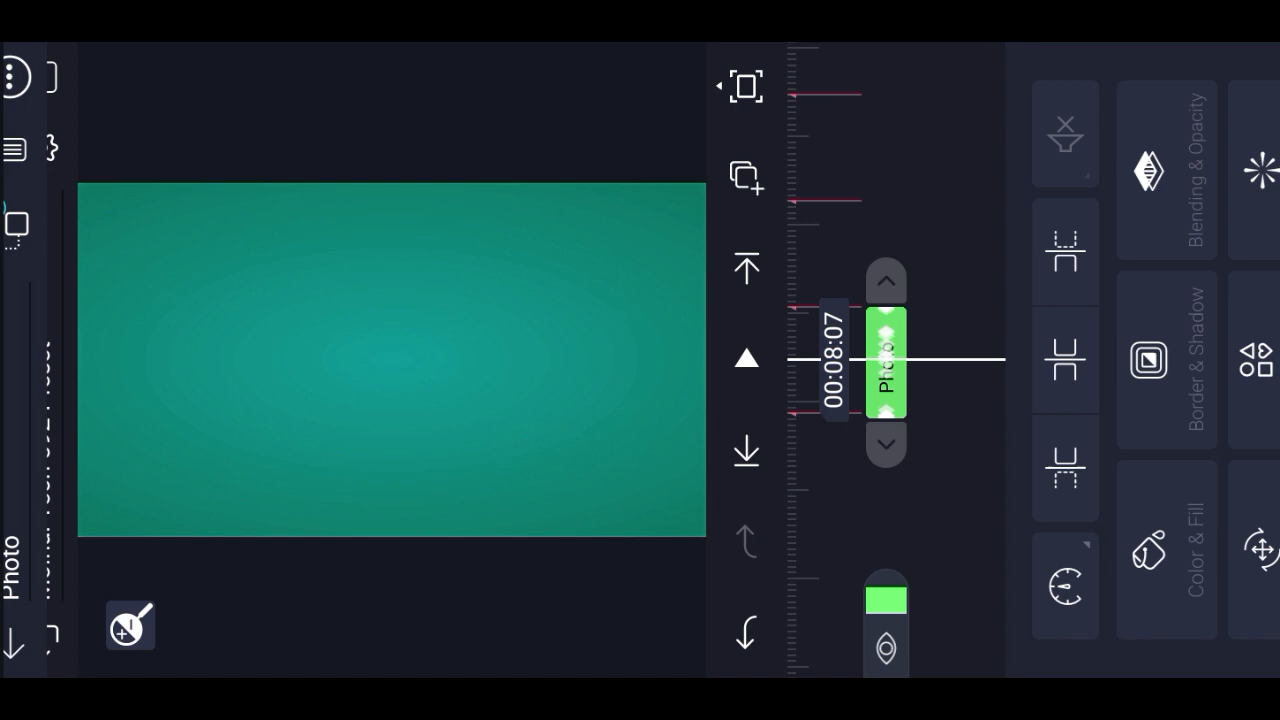 Photo
00:08:07
Photo
Blending & Opacity
Border & Shadow
Color & Fill